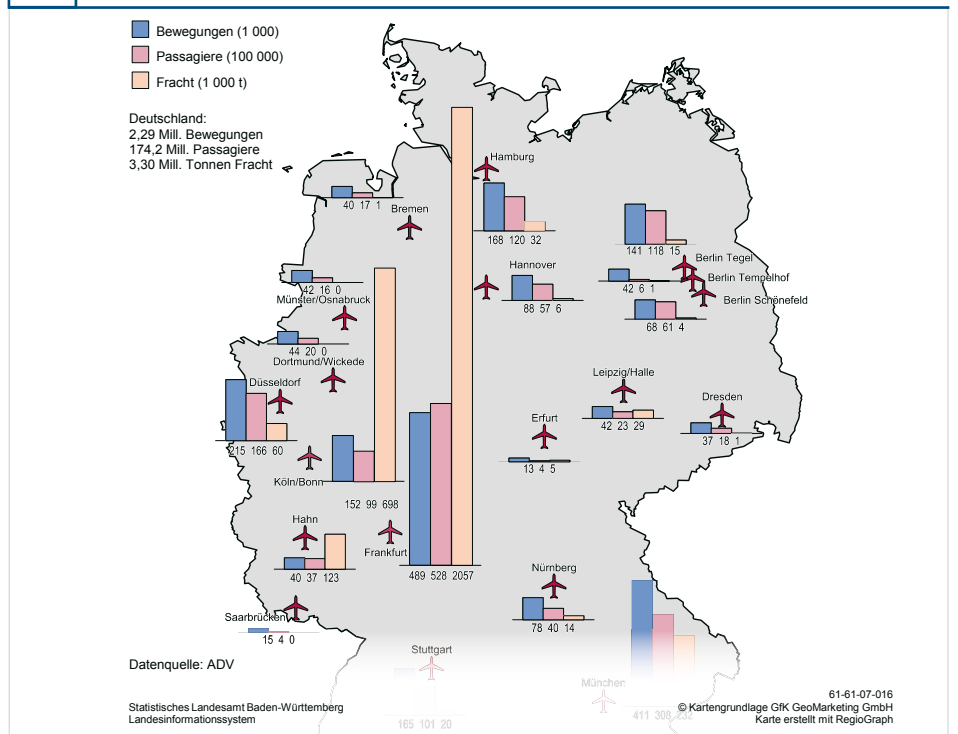 Bewegungen (1 000)
Passagiere (100 000)
Fracht (1 000 t)
Deutschland:
2,29 Mill. Bewegungen
174,2 Mill. Passagiere
3,30 Mill. Tonnen Fracht
Hamburg
168 120 32
40 17 1
Bremen
141 118 15
Berlin Tegel
42 6 1
Berlin Tempelhof
Berlin Schönefeld
68 61 4
Hannover
88 57 6
42 16 0
Münster/Osnabruck
44 20 0
Dortmund/Wickede
Düsseldorf
215 166 60
Köln/Bonn
152 99 698
Leipzig/Halle
42 23 29
Dresden
37 18 1
Erfurt
13 4 5
Hahn
40 37 123
Frankfurt
489 528 2057
Nürnberg
78 40 14
Saarbrücken
15 4 0
Stuttgart
165 101 20
München
411 308 232
Datenquelle: ADV
Statistisches Landesamt Baden-Württemberg
Landesinformationssystem
61-61-07-016
© Kartengrundlage GfK GeoMarketing GmbH
Karte erstellt mit RegioGraph